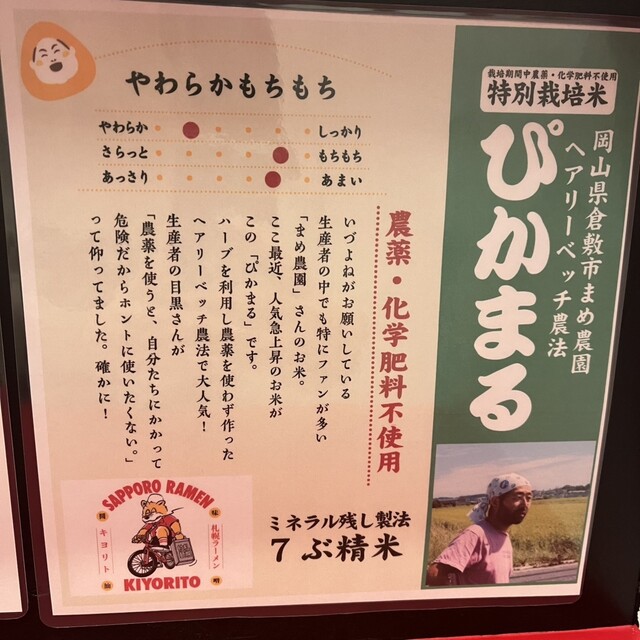 栽培期間中農薬・化学肥料不使用
特別栽培米
岡山県倉敷市まめ農園
ヘアリーベッチ農法
ぴかまる
やわらかもちもち
やわらか
しっかり
さらっと
もちもち
あっさり
あまい
農薬・化学肥料不使用
いづよねがお願いしている
生産者の中でも特にファンが多い
「まめ農園」さんのお米。
ここ最近、人気急上昇のお米が
この「ぴかまる」です。
ハーブを利用し農薬を使わず作った
ヘアリーベッチ農法で大人気！
生産者の目黒さんが
「農薬を使うと、自分たちにかかって
危険だからホントに使いたくない。」
って仰ってました。確かに！
ミネラル残し製法
7ぶ精米
SAPPORO RAMEN
札幌ラーメン
キヨリト
味噌
KIYORITO